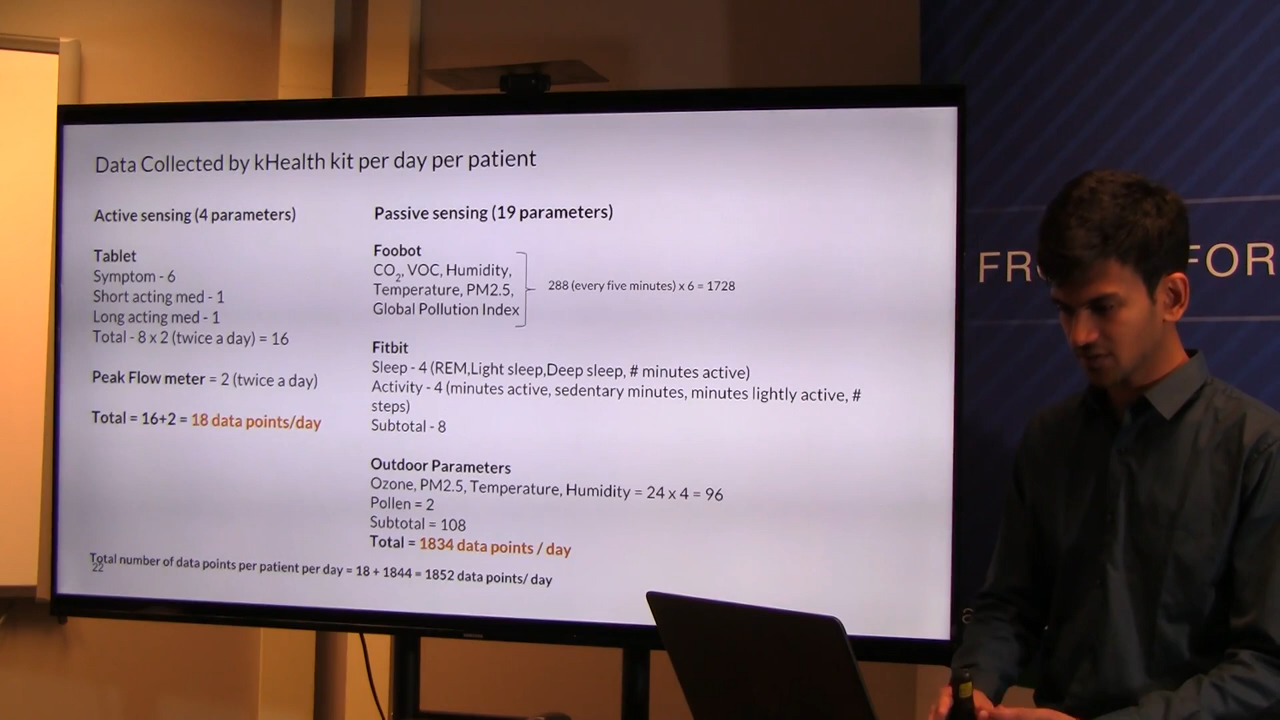 Data Collected by kHealth kit per day per patient
Active sensing (4 parameters)
Tablet
Symptom - 6
Short acting med - 1
Long acting med - 1
Total - 8 x 2 (twice a day) = 16
Peak Flow meter = 2 (twice a day)
Total = 16+2 = 18 data points/day
Passive sensing (19 parameters)
Foobot
CO2, VOC, Humidity,
Temperature, PM2.5,
Global Pollution Index
288 (every five minutes) x 6 = 1728
Fitbit
Sleep - 4 (REM,Light sleep,Deep sleep, # minutes active)
Activity - 4 (minutes active, sedentary minutes, minutes lightly active, #
steps)
Subtotal - 8
Outdoor Parameters
Ozone, PM2.5, Temperature, Humidity = 24 x 4 = 96
Pollen = 2
Subtotal = 108
Total = 1834 data points / day
Total number of data points per patient per day = 18 + 1844 = 1852 data points/ day
22